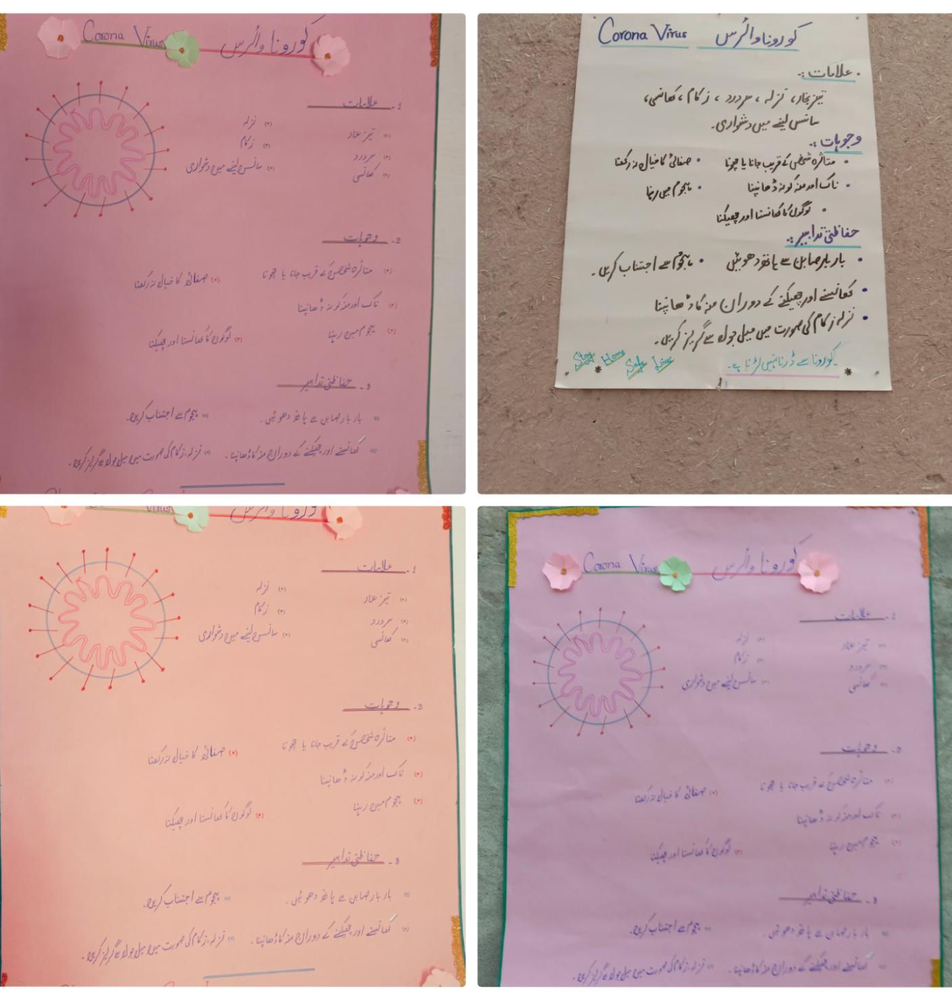 Corona Virus کورونا وائرس
1. علامات
(•) تیز بخار (•) نزلہ
(•) سردرد (•) زکام
(•) کھانسی (•) سانس لینے میں دشواری
2. وجوہات
(•) متاثرہ شخص کے قریب جانا یا چھونا (•) صفائی کا خیال نہ رکھنا
(•) ناک اور منہ کو نہ ڈھانپنا
(•) ہجوم میں رہنا (•) لوگوں کا کھانسنا اور چھیکنا
3. حفاظتی تدابیر
(•) بار بار صابن سے ہاتھ دھوئیں۔ (•) ہجوم سے اجتناب کریں۔
(•) کھانسنے اور چھیکنے کے دوران منہ کا ڈھانپنا۔ (•) نزلہ، زکام کی صورت میں میل جول سے گریز کریں۔
Corona Virus کورونا وائرس
علامات :-
تیز بخار، نزلہ، سردرد، زکام، کھانسی،
سانس لینے میں دشواری۔
وجوہات :-
• متاثرہ شخص کے قریب جانا یا چھونا • صفائی کا خیال نہ رکھنا
• ناک اور منہ کو نہ ڈھانپنا • ہجوم میں رہنا
• لوگوں کا کھانسنا اور چھیکنا
حفاظتی تدابیر :-
• بار بار صابن سے ہاتھ دھوئیں • ہجوم سے اجتناب کریں۔
• کھانسنے اور چھیکنے کے دوران منہ کا ڈھانپنا
• نزلہ زکام کی صورت میں میل جول سے گریز کریں۔
کورونا سے ڈرنا نہیں لڑنا ہے۔
Stay Home Safe Lives
Virus کورونا وائرس
1. علامات
(•) تیز بخار (•) نزلہ
(•) سردرد (•) زکام
(•) کھانسی (•) سانس لینے میں دشواری
2. وجوہات
(•) متاثرہ شخص کے قریب جانا یا چھونا (•) صفائی کا خیال نہ رکھنا
(•) ناک اور منہ کو نہ ڈھانپنا
(•) ہجوم میں رہنا (•) لوگوں کا کھانسنا اور چھیکنا
3. حفاظتی تدابیر
(•) بار بار صابن سے ہاتھ دھوئیں۔ (•) ہجوم سے اجتناب کریں۔
(•) کھانسنے اور چھیکنے کے دوران منہ کا ڈھانپنا۔ (•) نزلہ، زکام کی صورت میں میل جول سے گریز کریں۔
Corona Virus کورونا وائرس
1. علامات
(•) تیز بخار (•) نزلہ
(•) سردرد (•) زکام
(•) کھانسی (•) سانس لینے میں دشواری
2. وجوہات
(•) متاثرہ شخص کے قریب جانا یا چھونا (•) صفائی کا خیال نہ رکھنا
(•) ناک اور منہ کو نہ ڈھانپنا
(•) ہجوم میں رہنا (•) لوگوں کا کھانسنا اور چھیکنا
3. حفاظتی تدابیر
(•) بار بار صابن سے ہاتھ دھوئیں۔ (•) ہجوم سے اجتناب کریں۔
(•) کھانسنے اور چھیکنے کے دوران منہ کا ڈھانپنا۔ (•) نزلہ، زکام کی صورت میں میل جول سے گریز کریں۔